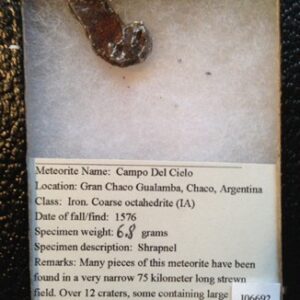 Meteorite Name: Campo Del Cielo
Location: Gran Chaco Gualamba, Chaco, Argentina
Class: Iron. Coarse octahedrite (IA)
Date of fall/find: 1576
Specimen weight: 6.8 grams
Specimen description: Shrapnel
Remarks: Many pieces of this meteorite have been
found in a very narrow 75 kilometer long strewn
field. Over 12 craters, some containing large
106692